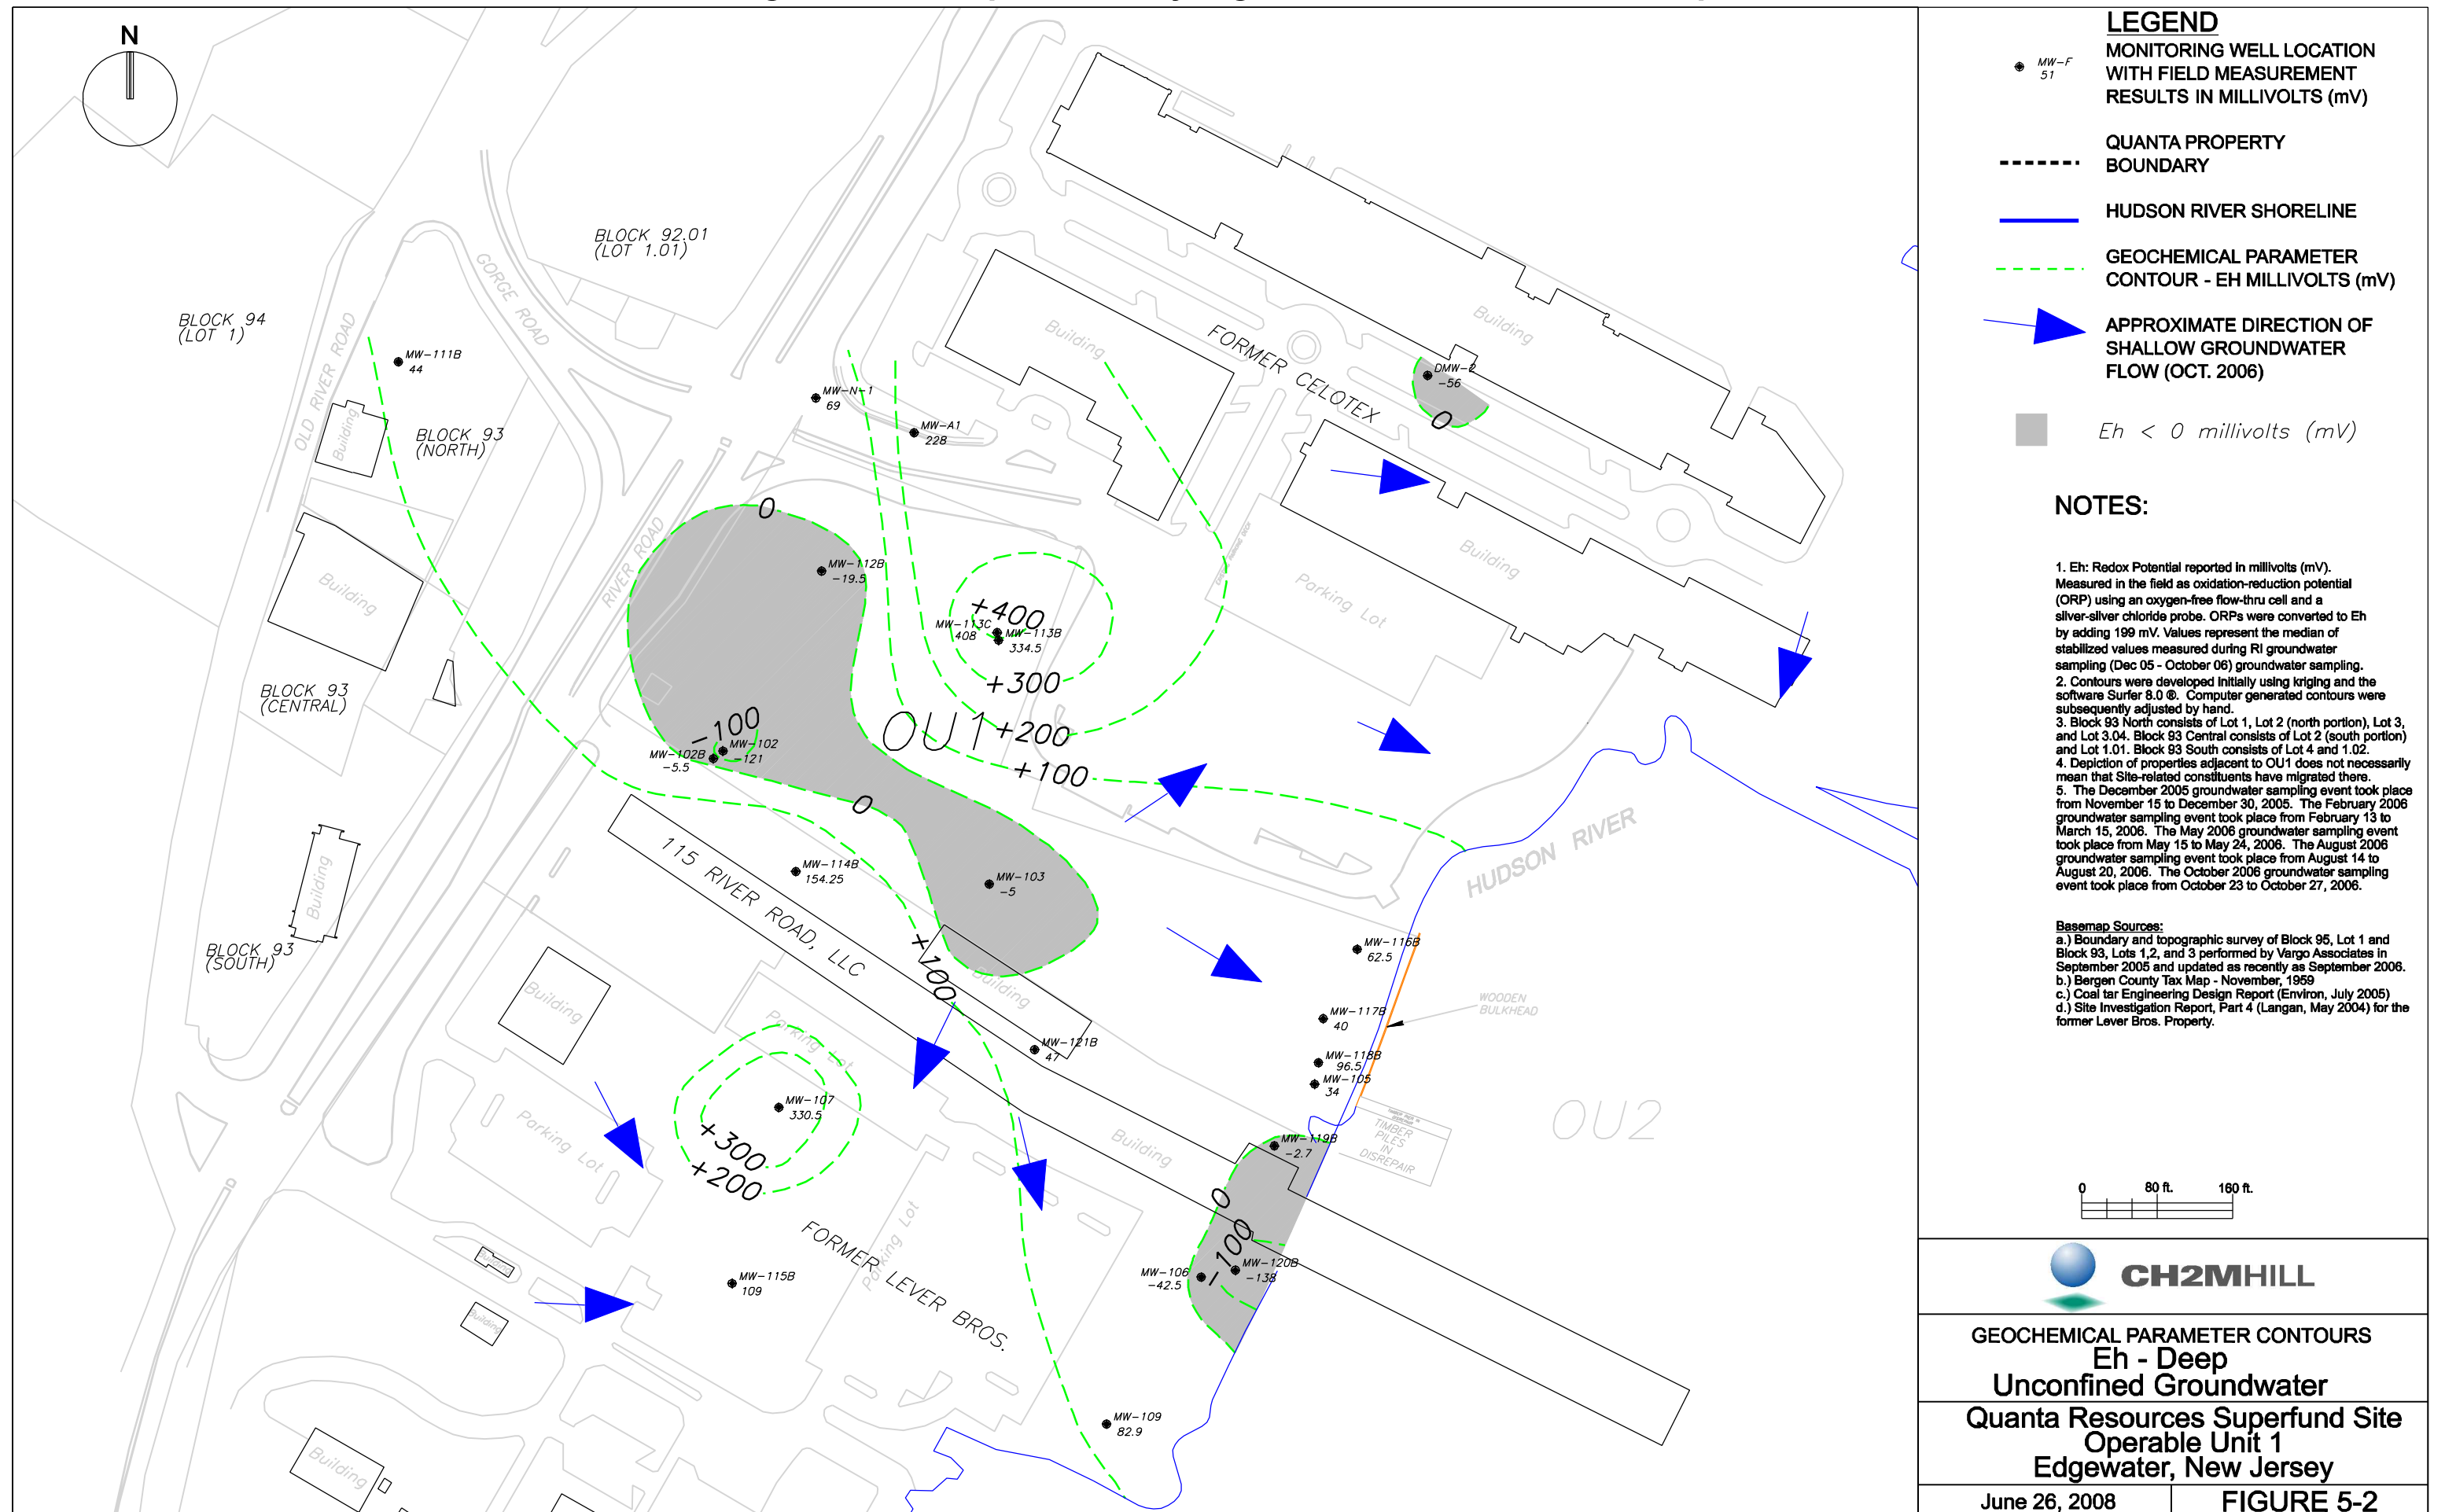 N
BLOCK 92.01
(LOT 1.01)
BLOCK 94
(LOT 1)
OLD RIVER ROAD
GORGE ROAD
MW-111B
44
Building
BLOCK 93
(NORTH)
MW-N-1
69
MW-A1
228
Building
FORMER CELOTEX
Building
DMW-2
-56
0
RIVER ROAD
0
MW-112B
-19.5
Building
Building
Parking Lot
+400
MW-113C
408
MW-113B
334.5
+300
BLOCK 93
(CENTRAL)
-100
MW-102
-121
MW-102B
-5.5
OU1
+200
+100
0
HUDSON RIVER
115 RIVER ROAD, LLC
MW-114B
154.25
MW-103
-5
Building
BLOCK 93
(SOUTH)
+100
Building
MW-116B
62.5
WOODEN
BULKHEAD
Building
Parking Lot
MW-117B
40
MW-121B
47
MW-118B
96.5
MW-105
34
MW-107
330.5
+300
+200
Parking Lot
Building
TIMBER
PILES
IN
DISREPAIR
OU2
MW-119B
-2.7
0
-100
MW-106
-42.5
MW-120B
-138
Parking Lot
FORMER LEVER BROS.
MW-115B
109
Building
Building
MW-109
82.9
Building
LEGEND
MW-F
51
MONITORING WELL LOCATION
WITH FIELD MEASUREMENT
RESULTS IN MILLIVOLTS (mV)
QUANTA PROPERTY
BOUNDARY
HUDSON RIVER SHORELINE
GEOCHEMICAL PARAMETER
CONTOUR - EH MILLIVOLTS (mV)
APPROXIMATE DIRECTION OF
SHALLOW GROUNDWATER
FLOW (OCT. 2006)
Eh < 0 millivolts (mV)
NOTES:
1. Eh: Redox Potential reported in millivolts (mV).
Measured in the field as oxidation-reduction potential
(ORP) using an oxygen-free flow-thru cell and a
silver-silver chloride probe. ORPs were converted to Eh
by adding 199 mV. Values represent the median of
stabilized values measured during RI groundwater
sampling (Dec 05 - October 06) groundwater sampling.
2. Contours were developed initially using kriging and the
software Surfer 8.0 ®. Computer generated contours were
subsequently adjusted by hand.
3. Block 93 North consists of Lot 1, Lot 2 (north portion), Lot 3,
and Lot 3.04. Block 93 Central consists of Lot 2 (south portion)
and Lot 1.01. Block 93 South consists of Lot 4 and 1.02.
4. Depiction of properties adjacent to OU1 does not necessarily
mean that Site-related constituents have migrated there.
5. The December 2005 groundwater sampling event took place
from November 15 to December 30, 2005. The February 2006
groundwater sampling event took place from February 13 to
March 15, 2006. The May 2006 groundwater sampling event
took place from May 15 to May 24, 2006. The August 2006
groundwater sampling event took place from August 14 to
August 20, 2006. The October 2006 groundwater sampling
event took place from October 23 to October 27, 2006.
Basemap Sources:
a.) Boundary and topographic survey of Block 95, Lot 1 and
Block 93, Lots 1,2, and 3 performed by Vargo Associates in
September 2005 and updated as recently as September 2006.
b.) Bergen County Tax Map - November, 1959
c.) Coal tar Engineering Design Report (Environ, July 2005)
d.) Site Investigation Report, Part 4 (Langan, May 2004) for the
former Lever Bros. Property.
0 80 ft. 160 ft.
CH2MHILL
GEOCHEMICAL PARAMETER CONTOURS
Eh - Deep
Unconfined Groundwater
Quanta Resources Superfund Site
Operable Unit 1
Edgewater, New Jersey
June 26, 2008
FIGURE 5-2